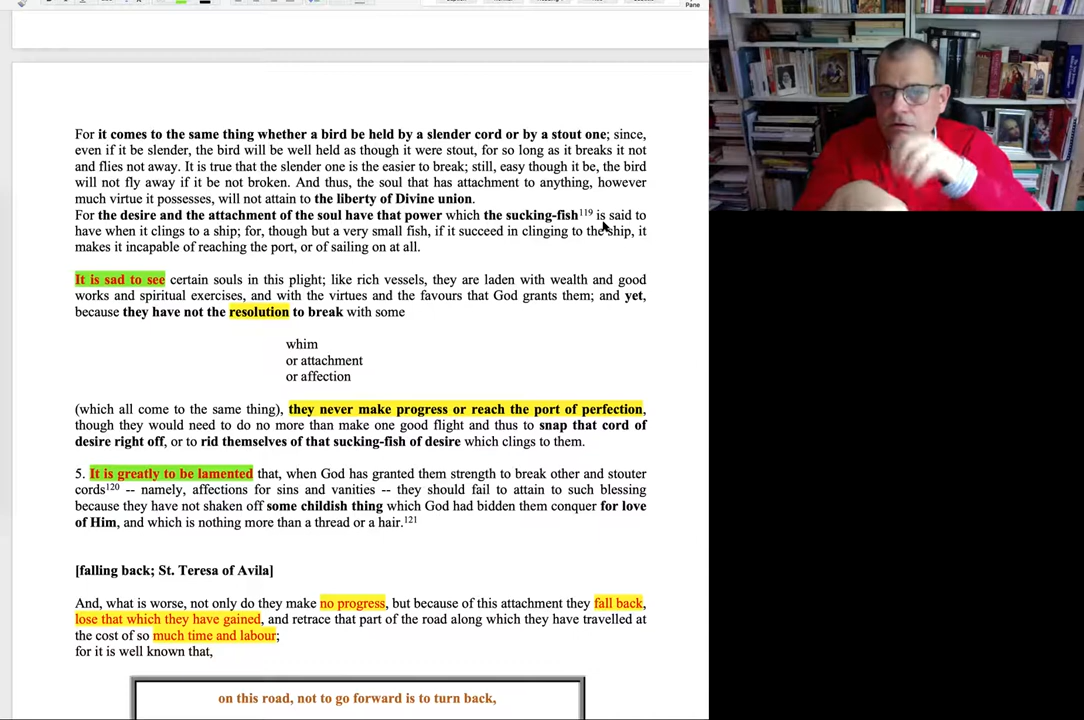 Pane
For it comes to the same thing whether a bird be held by a slender cord or by a stout one; since,
even if it be slender, the bird will be well held as though it were stout, for so long as it breaks it not
and flies not away. It is true that the slender one is the easier to break; still, easy though it be, the bird
will not fly away if it be not broken. And thus, the soul that has attachment to anything, however
much virtue it possesses, will not attain to the liberty of Divine union.
For the desire and the attachment of the soul have that power which the sucking-fish119 is said to
have when it clings to a ship; for, though but a very small fish, if it succeed in clinging to the ship, it
makes it incapable of reaching the port, or of sailing on at all.
It is sad to see certain souls in this plight; like rich vessels, they are laden with wealth and good
works and spiritual exercises, and with the virtues and the favours that God grants them; and yet,
because they have not the resolution to break with some
whim
or attachment
or affection
(which all come to the same thing), they never make progress or reach the port of perfection,
though they would need to do no more than make one good flight and thus to snap that cord of
desire right off, or to rid themselves of that sucking-fish of desire which clings to them.
5. It is greatly to be lamented that, when God has granted them strength to break other and stouter
cords120 -- namely, affections for sins and vanities -- they should fail to attain to such blessing
because they have not shaken off some childish thing which God had bidden them conquer for love
of Him, and which is nothing more than a thread or a hair.121
[falling back; St. Teresa of Avila]
And, what is worse, not only do they make no progress, but because of this attachment they fall back,
lose that which they have gained, and retrace that part of the road along which they have travelled at
the cost of so much time and labour;
for it is well known that,
on this road, not to go forward is to turn back,